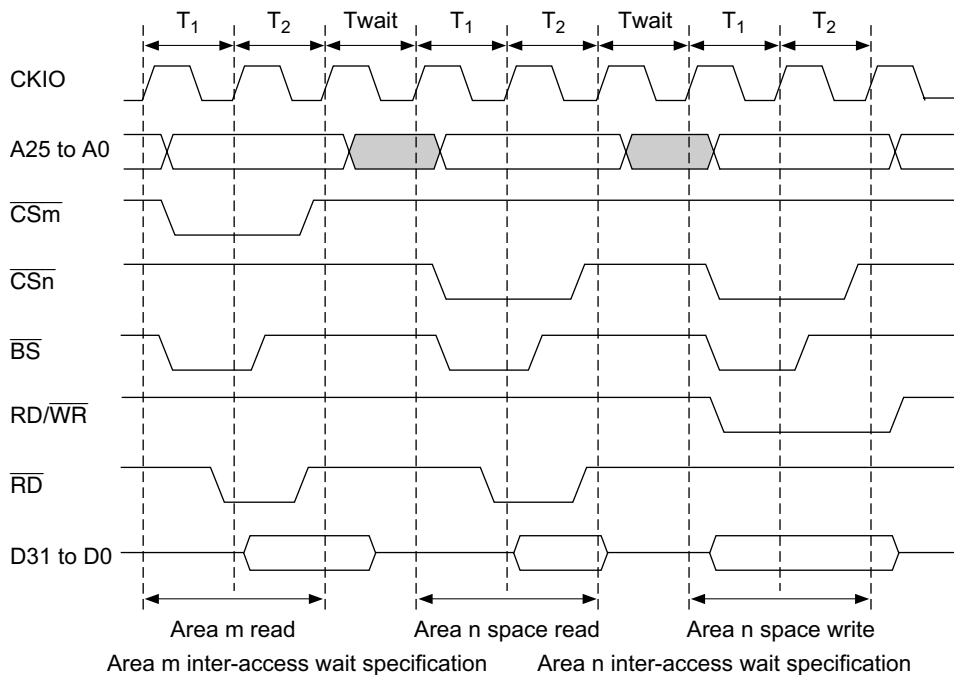 T1 T2 Twait T1 T2 Twait T1 T2
CKIO
A25 to A0
CSm
CSn
BS
RD/WR
RD
D31 to D0
Area m read Area n space read Area n space write
Area m inter-access wait specification Area n inter-access wait specification